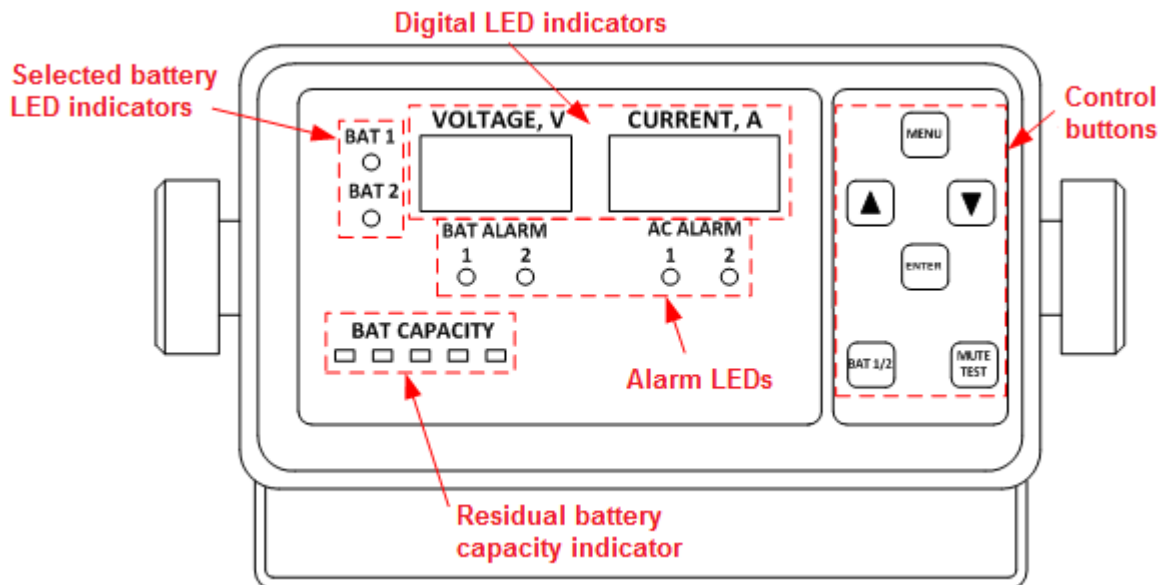 Digital LED indicators
Selected battery
LED indicators
Control
buttons
VOLTAGE, V
CURRENT, A
BAT 1
BAT 2
BAT ALARM
1 2
AC ALARM
1 2
BAT CAPACITY
MENU
ENTER
BAT 1/2
MUTE
TEST
Alarm LEDs
Residual battery
capacity indicator